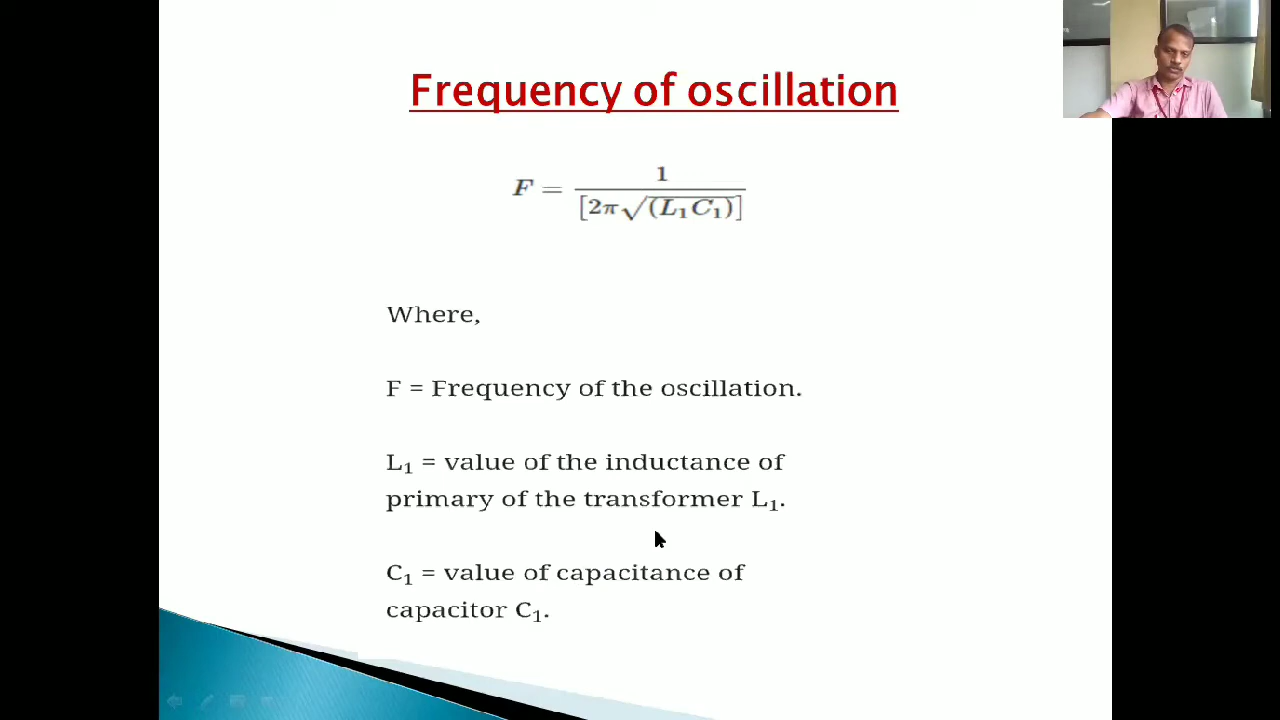 Frequency of oscillation
F = 1 / [2π√(L₁C₁)]
Where,
F = Frequency of the oscillation.
L₁ = value of the inductance of
primary of the transformer L₁.
C₁ = value of capacitance of
capacitor C₁.